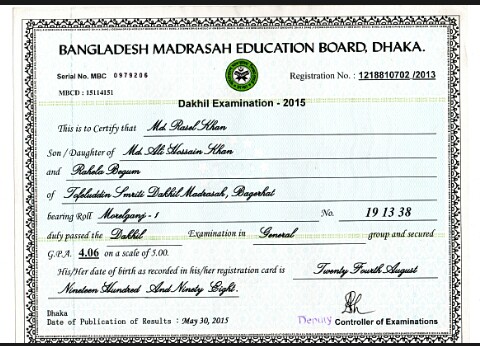 BANGLADESH MADRASAH EDUCATION BOARD, DHAKA.
Serial No. MBC 0979206
Registration No. : 1218810702 /2013
MBCD : 15114151
Dakhil Examination - 2015
This is to Certify that Md. Rasel Khan
Son / Daughter of Md. Ali Hossain Khan
and Rahela Begum
of Tofeluddin Smriti Dakhil Madrasah, Bagerhat
bearing Roll Morelganj - 1 No. 19 13 38
duly passed the Dakhil Examination in General group and secured
G.P.A. 4.06 on a scale of 5.00.
His/Her date of birth as recorded in his/her registration card is Twenty Fourth August
Nineteen Hundred And Ninety Eight.
Dhaka
Date of Publication of Results : May 30, 2015
Deputy Controller of Examinations